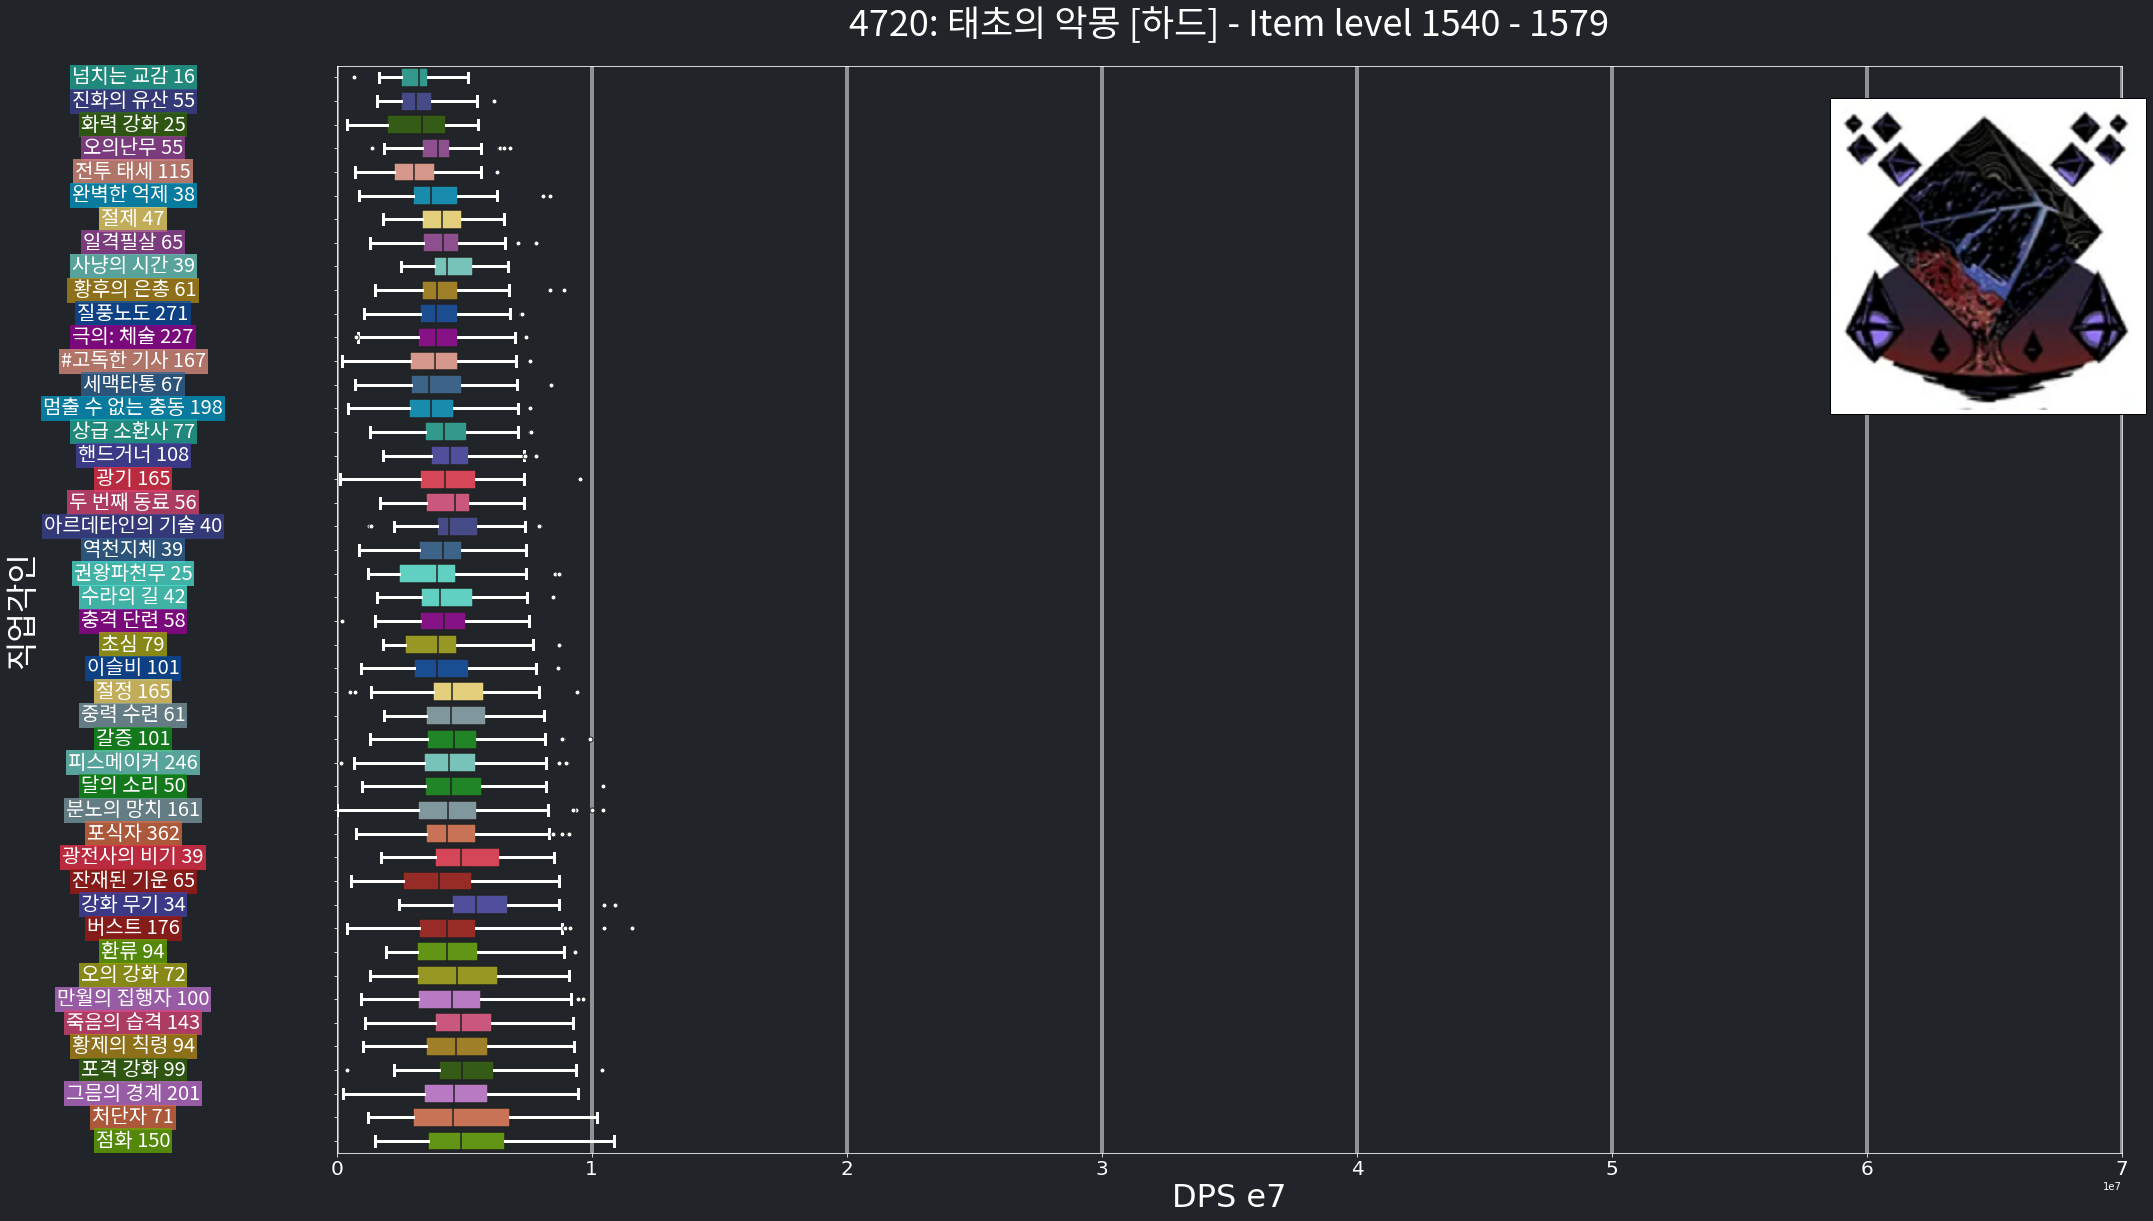 4720: 태초의 악몽 [하드] - Item level 1540 - 1579
넘치는 교감 16
진화의 유산 55
화력 강화 25
오의난무 55
전투 태세 115
완벽한 억제 38
절제 47
일격필살 65
사냥의 시간 39
황후의 은총 61
질풍노도 271
극의: 체술 227
#고독한 기사 167
세맥타통 67
멈출 수 없는 충동 198
상급 소환사 77
핸드거너 108
광기 165
두 번째 동료 56
아르데타인의 기술 40
역천지체 39
권왕파천무 25
수라의 길 42
충격 단련 58
초심 79
이슬비 101
절정 165
중력 수련 61
갈증 101
피스메이커 246
달의 소리 50
분노의 망치 161
포식자 362
광전사의 비기 39
잔재된 기운 65
강화 무기 34
버스트 176
환류 94
오의 강화 72
만월의 집행자 100
죽음의 습격 143
황제의 칙령 94
포격 강화 99
그믐의 경계 201
처단자 71
점화 150
직업각인
0 1 2 3 4 5 6 7
1e7
DPS e7